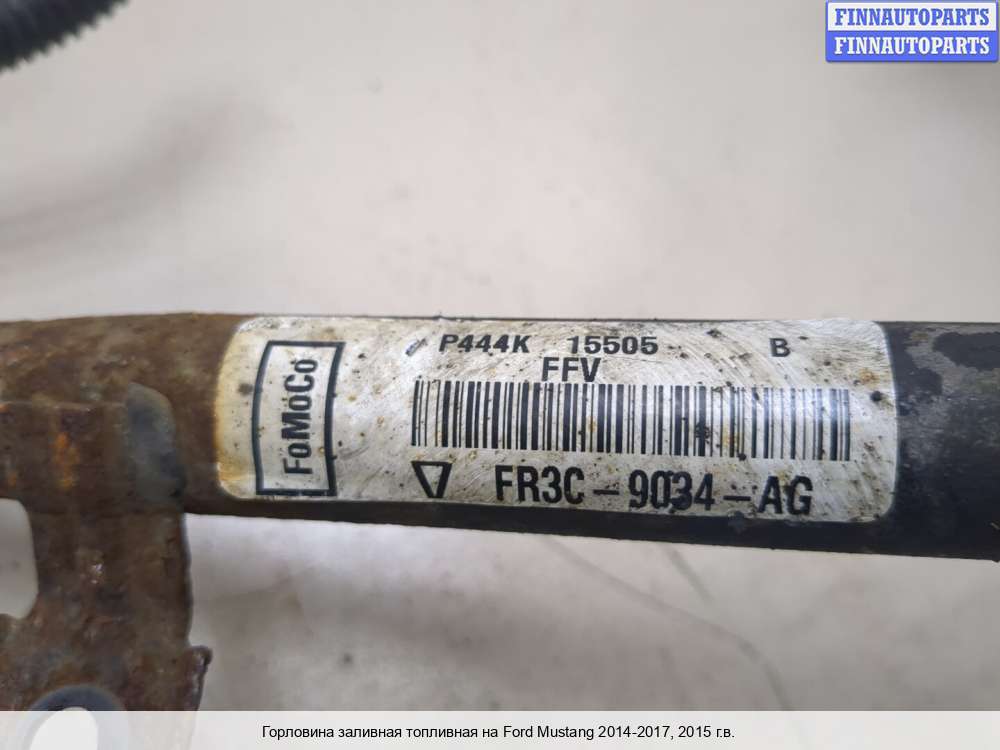 FINNAUTOPARTS
FINNAUTOPARTS
P444K 15505 B
FFV
FoMoCo
FR3C-9034-AG
Горловина заливная топливная на Ford Mustang 2014-2017, 2015 г.в.